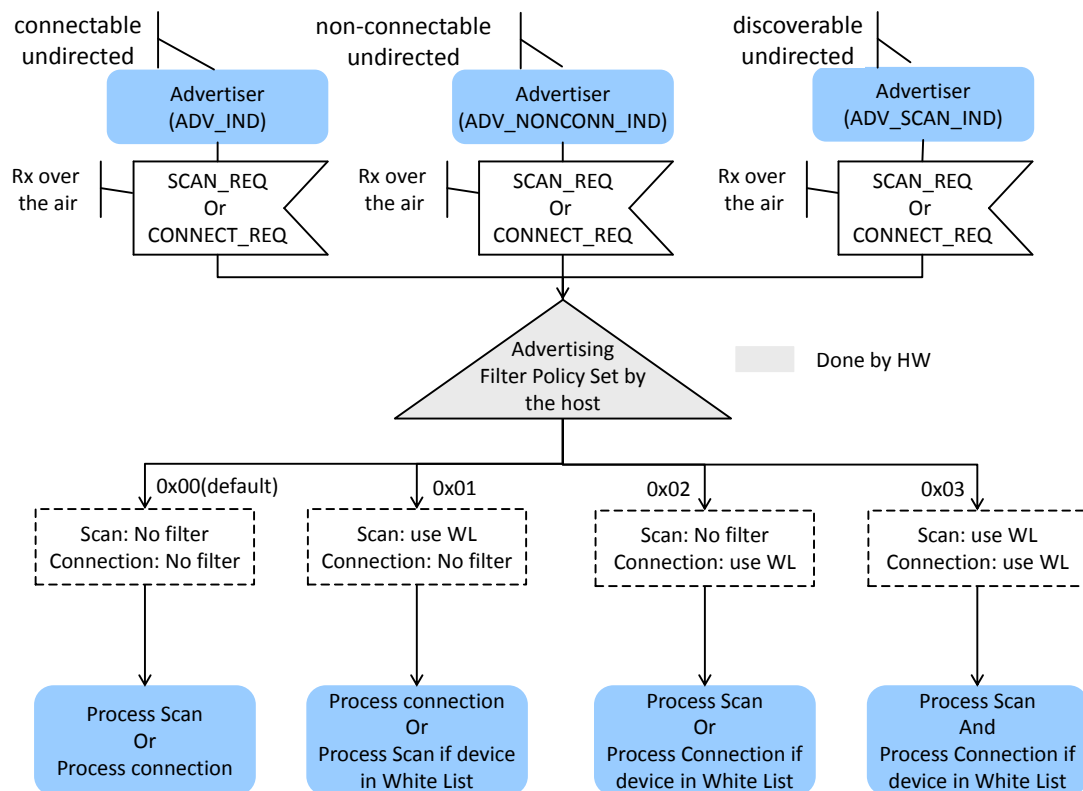 connectable
undirected
non-connectable
undirected
discoverable
undirected
Advertiser
(ADV_IND)
Advertiser
(ADV_NONCONN_IND)
Advertiser
(ADV_SCAN_IND)
Rx over
the air
SCAN_REQ
Or
CONNECT_REQ
Rx over
the air
SCAN_REQ
Or
CONNECT_REQ
Rx over
the air
SCAN_REQ
Or
CONNECT_REQ
Advertising
Filter Policy Set by
the host
Done by HW
0x00(default)
0x01
0x02
0x03
Scan: No filter
Connection: No filter
Scan: use WL
Connection: No filter
Scan: No filter
Connection: use WL
Scan: use WL
Connection: use WL
Process Scan
Or
Process connection
Process connection
Or
Process Scan if device
in White List
Process Scan
Or
Process Connection if
device in White List
Process Scan
And
Process Connection if
device in White List